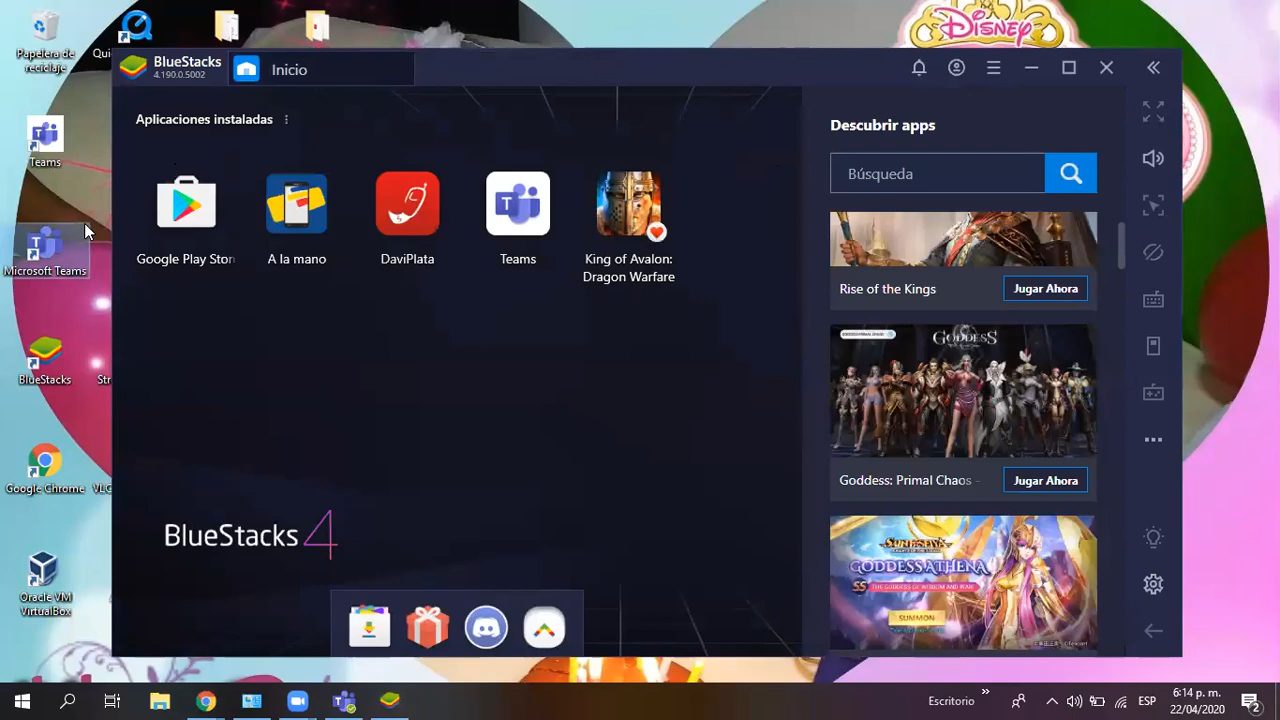 DISNEY
Papelera de
reciclaje
Teams
Microsoft Teams
BlueStacks
Google Chrome
Oracle VM
VirtualBox
BlueStacks
4.190.0.5002
Inicio
Aplicaciones instaladas
Google Play Stor
A la mano
DaviPlata
Teams
King of Avalon:
Dragon Warfare
BlueStacks 4
Descubrir apps
Búsqueda
Rise of the Kings
Jugar Ahora
GODDESS
Goddess: Primal Chaos -
Jugar Ahora
GODDESS ATHENA
SS
THE GODDESS OF WISDOM AND WAR!
SUMMON
Escritorio
»
ESP
6:14 p. m.
22/04/2020
2